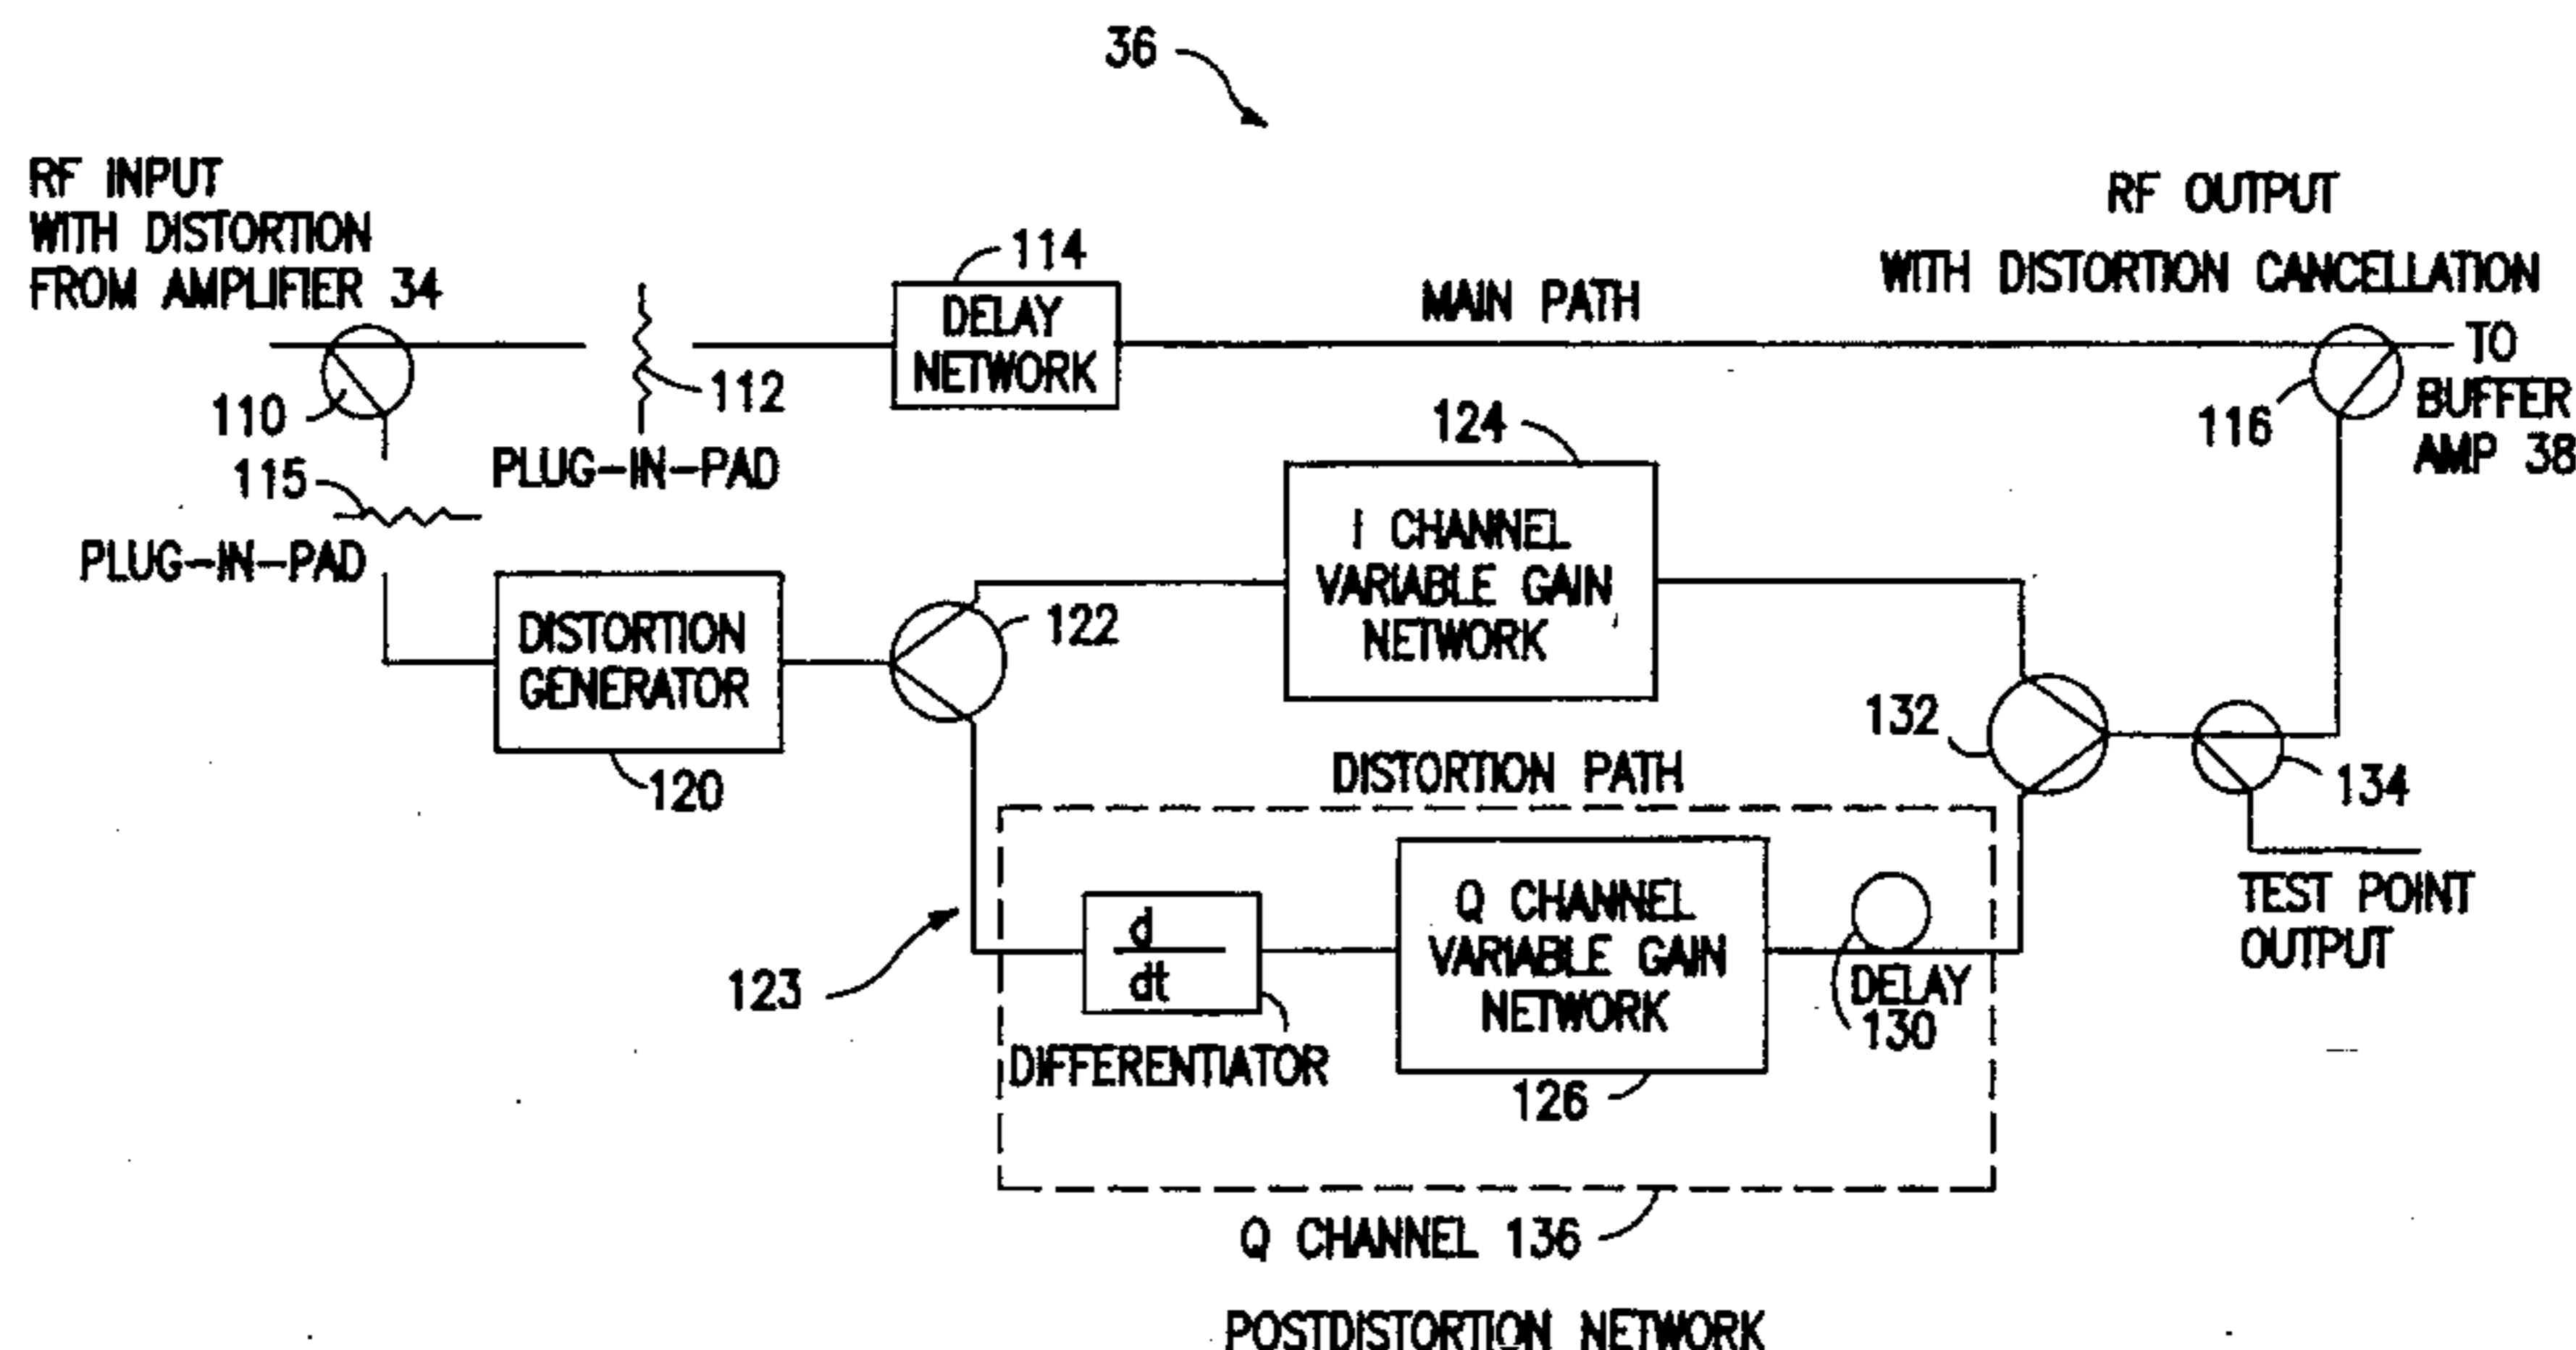 36
RF INPUT
WITH DISTORTION
FROM AMPLIFIER 34
RF OUTPUT
WITH DISTORTION CANCELLATION
114
DELAY
NETWORK
MAIN PATH
TO
BUFFER
AMP 38
110
112
116
PLUG-IN-PAD
115
PLUG-IN-PAD
124
I CHANNEL
VARIABLE GAIN
NETWORK
DISTORTION
GENERATOR
120
122
132
134
DISTORTION PATH
TEST POINT
OUTPUT
123
d
dt
DIFFERENTIATOR
Q CHANNEL
VARIABLE GAIN
NETWORK
126
DELAY
130
Q CHANNEL 136
POSTDISTORTION NETWORK